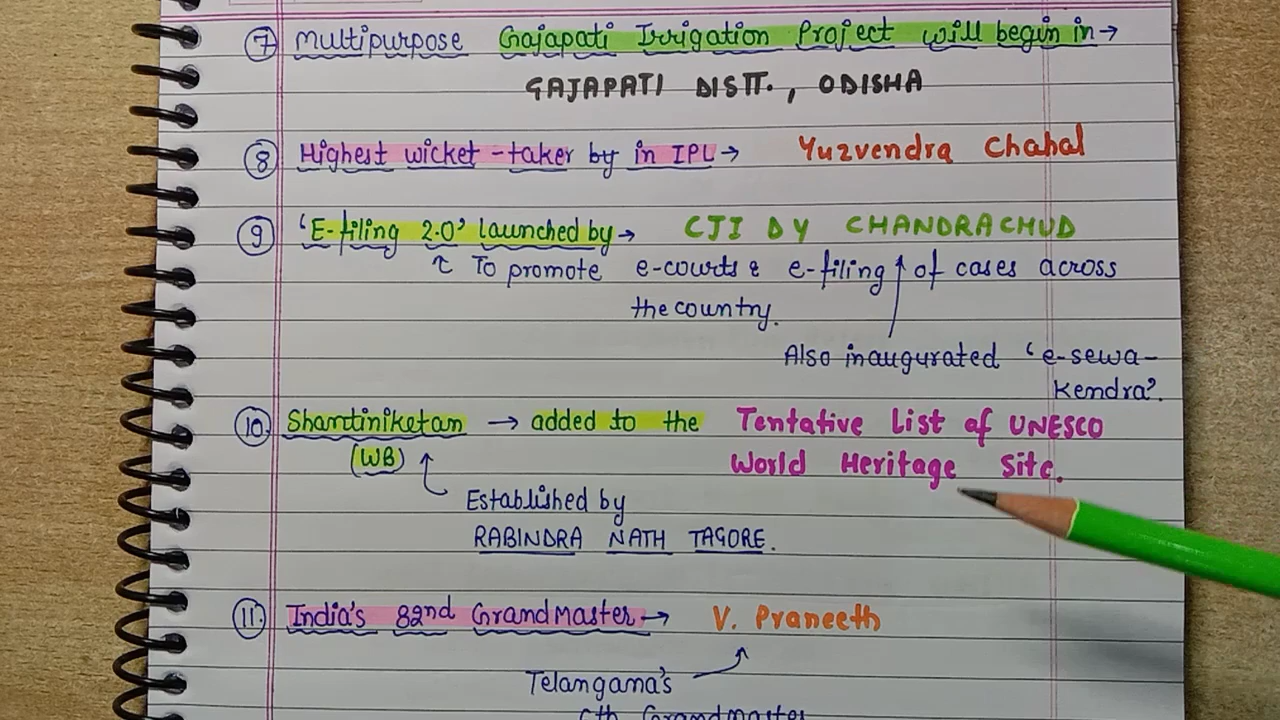 7 Multipurpose Gajapati Irrigation Project will begin in →
GAJAPATI DISTT., ODISHA
8 Highest wicket-taker by in IPL → Yuzvendra Chahal
9 'E-filing 2.0' launched by → CJI DY CHANDRACHUD
To promote e-courts & e-filing of cases across
the country.
Also inaugurated 'e-sewa-
Kendra'.
10. Shantiniketan → added to the Tentative List of UNESCO
(WB) World Heritage Site.
Established by
RABINDRA NATH TAGORE.
11. India's 82nd Grandmaster → V. Praneeth
Telangana's
Grandmaster